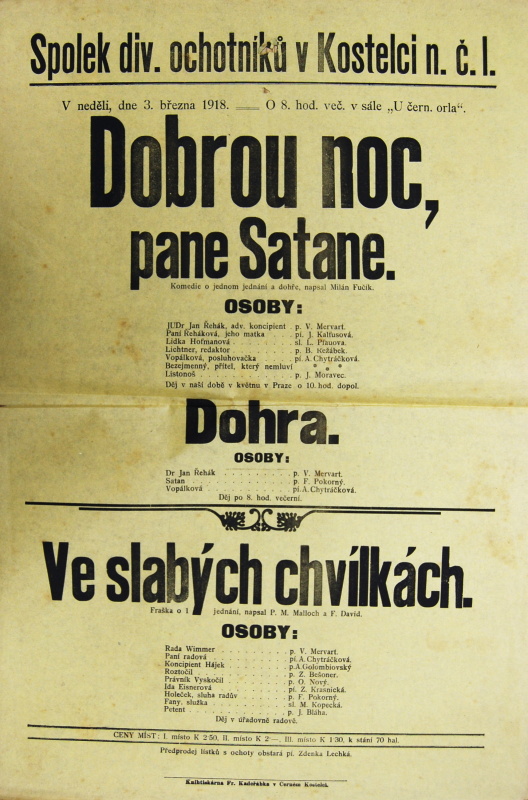 Spolek div. ochotníků v Kostelci n. č. l.
V neděli, dne 3. března 1918. — O 8. hod. več. v sále „U čern. orla“.
Dobrou noc,
pane Satane.
Komedie o jednom jednání a dohře, napsal Milán Fučík.
OSOBY:
JUDr Jan Řehák, adv. koncipient . p. V. Mervart.
Paní Řeháková, jeho matka . . . . pí. J. Kalfusová.
Lidka Hofmanová . . . . . . . . sl. L. Pfauova.
Lichtner, redaktor . . . . . . . . p. B. Režábek.
Vopálková, posluhovačka . . . . . pí. A. Chytráčková.
Bezejmenný, přítel, který nemluví * * *
Listonoš . . . . . . . . . . . p. J. Moravec.
Děj v naší době v květnu v Praze o 10. hod. dopol.
Dohra.
OSOBY:
Dr Jan Řehák . . . . . . . . . p. V. Mervart.
Satan . . . . . . . . . . . . p. F. Pokorný.
Vopálková . . . . . . . . . . pí. A. Chytráčková.
Děj po 8. hod. večerní.
Ve slabých chvílkách.
Fraška o 1 jednání, napsal P. M. Malloch a F. David.
OSOBY:
Rada Wimmer . . . . . . . . . p. V. Mervart.
Paní radová . . . . . . . . . pí. A. Chytráčková.
Koncipient Hájek . . . . . . . p. A. Golombiovský
Roztočil . . . . . . . . . . . p. Z. Bešoner.
Právník Vyskočil . . . . . . . p. O. Nový.
Ida Eisnerová . . . . . . . . . pí. Z. Krasnická.
Holeček, sluha radův . . . . . . p. F. Pokorný.
Fany, služka . . . . . . . . . sl. M. Kopecká.
Petent . . . . . . . . . . . . p. J. Bláha.
Děj v úřadovně radově.
CENY MÍST: I. místo K 2·50, II. místo K 2·—, III. místo K 1·30, k stání 70 hal.
Předprodej lístků s ochoty obstará pí. Zdenka Lechká.
Knihtiskárna Fr. Kadeřábka v Černém Kostelci.